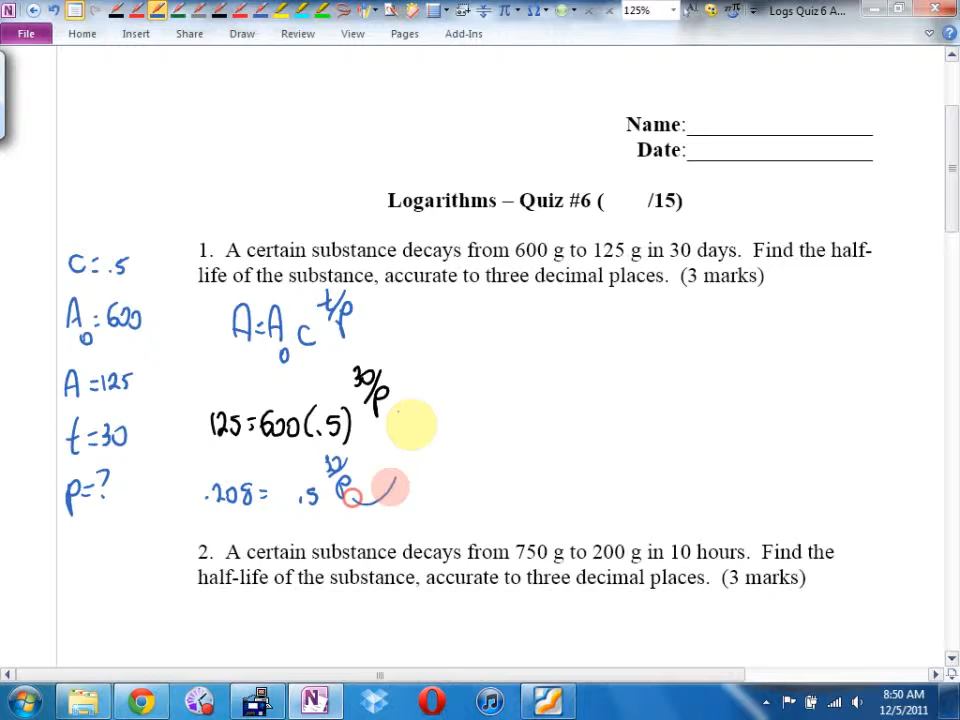 125% Logs Quiz 6 A...
File Home Insert Share Draw Review View Pages Add-Ins
Name:
Date:
Logarithms – Quiz #6 ( /15)
1. A certain substance decays from 600 g to 125 g in 30 days. Find the half-
life of the substance, accurate to three decimal places. (3 marks)
C = .5
A₀ = 600
A = A₀ C^(t/p)
A = 125
125 = 600(.5)^(30/p)
t = 30
p = ?
.208 = .5^(30/p)
2. A certain substance decays from 750 g to 200 g in 10 hours. Find the
half-life of the substance, accurate to three decimal places. (3 marks)
8:50 AM
12/5/2011